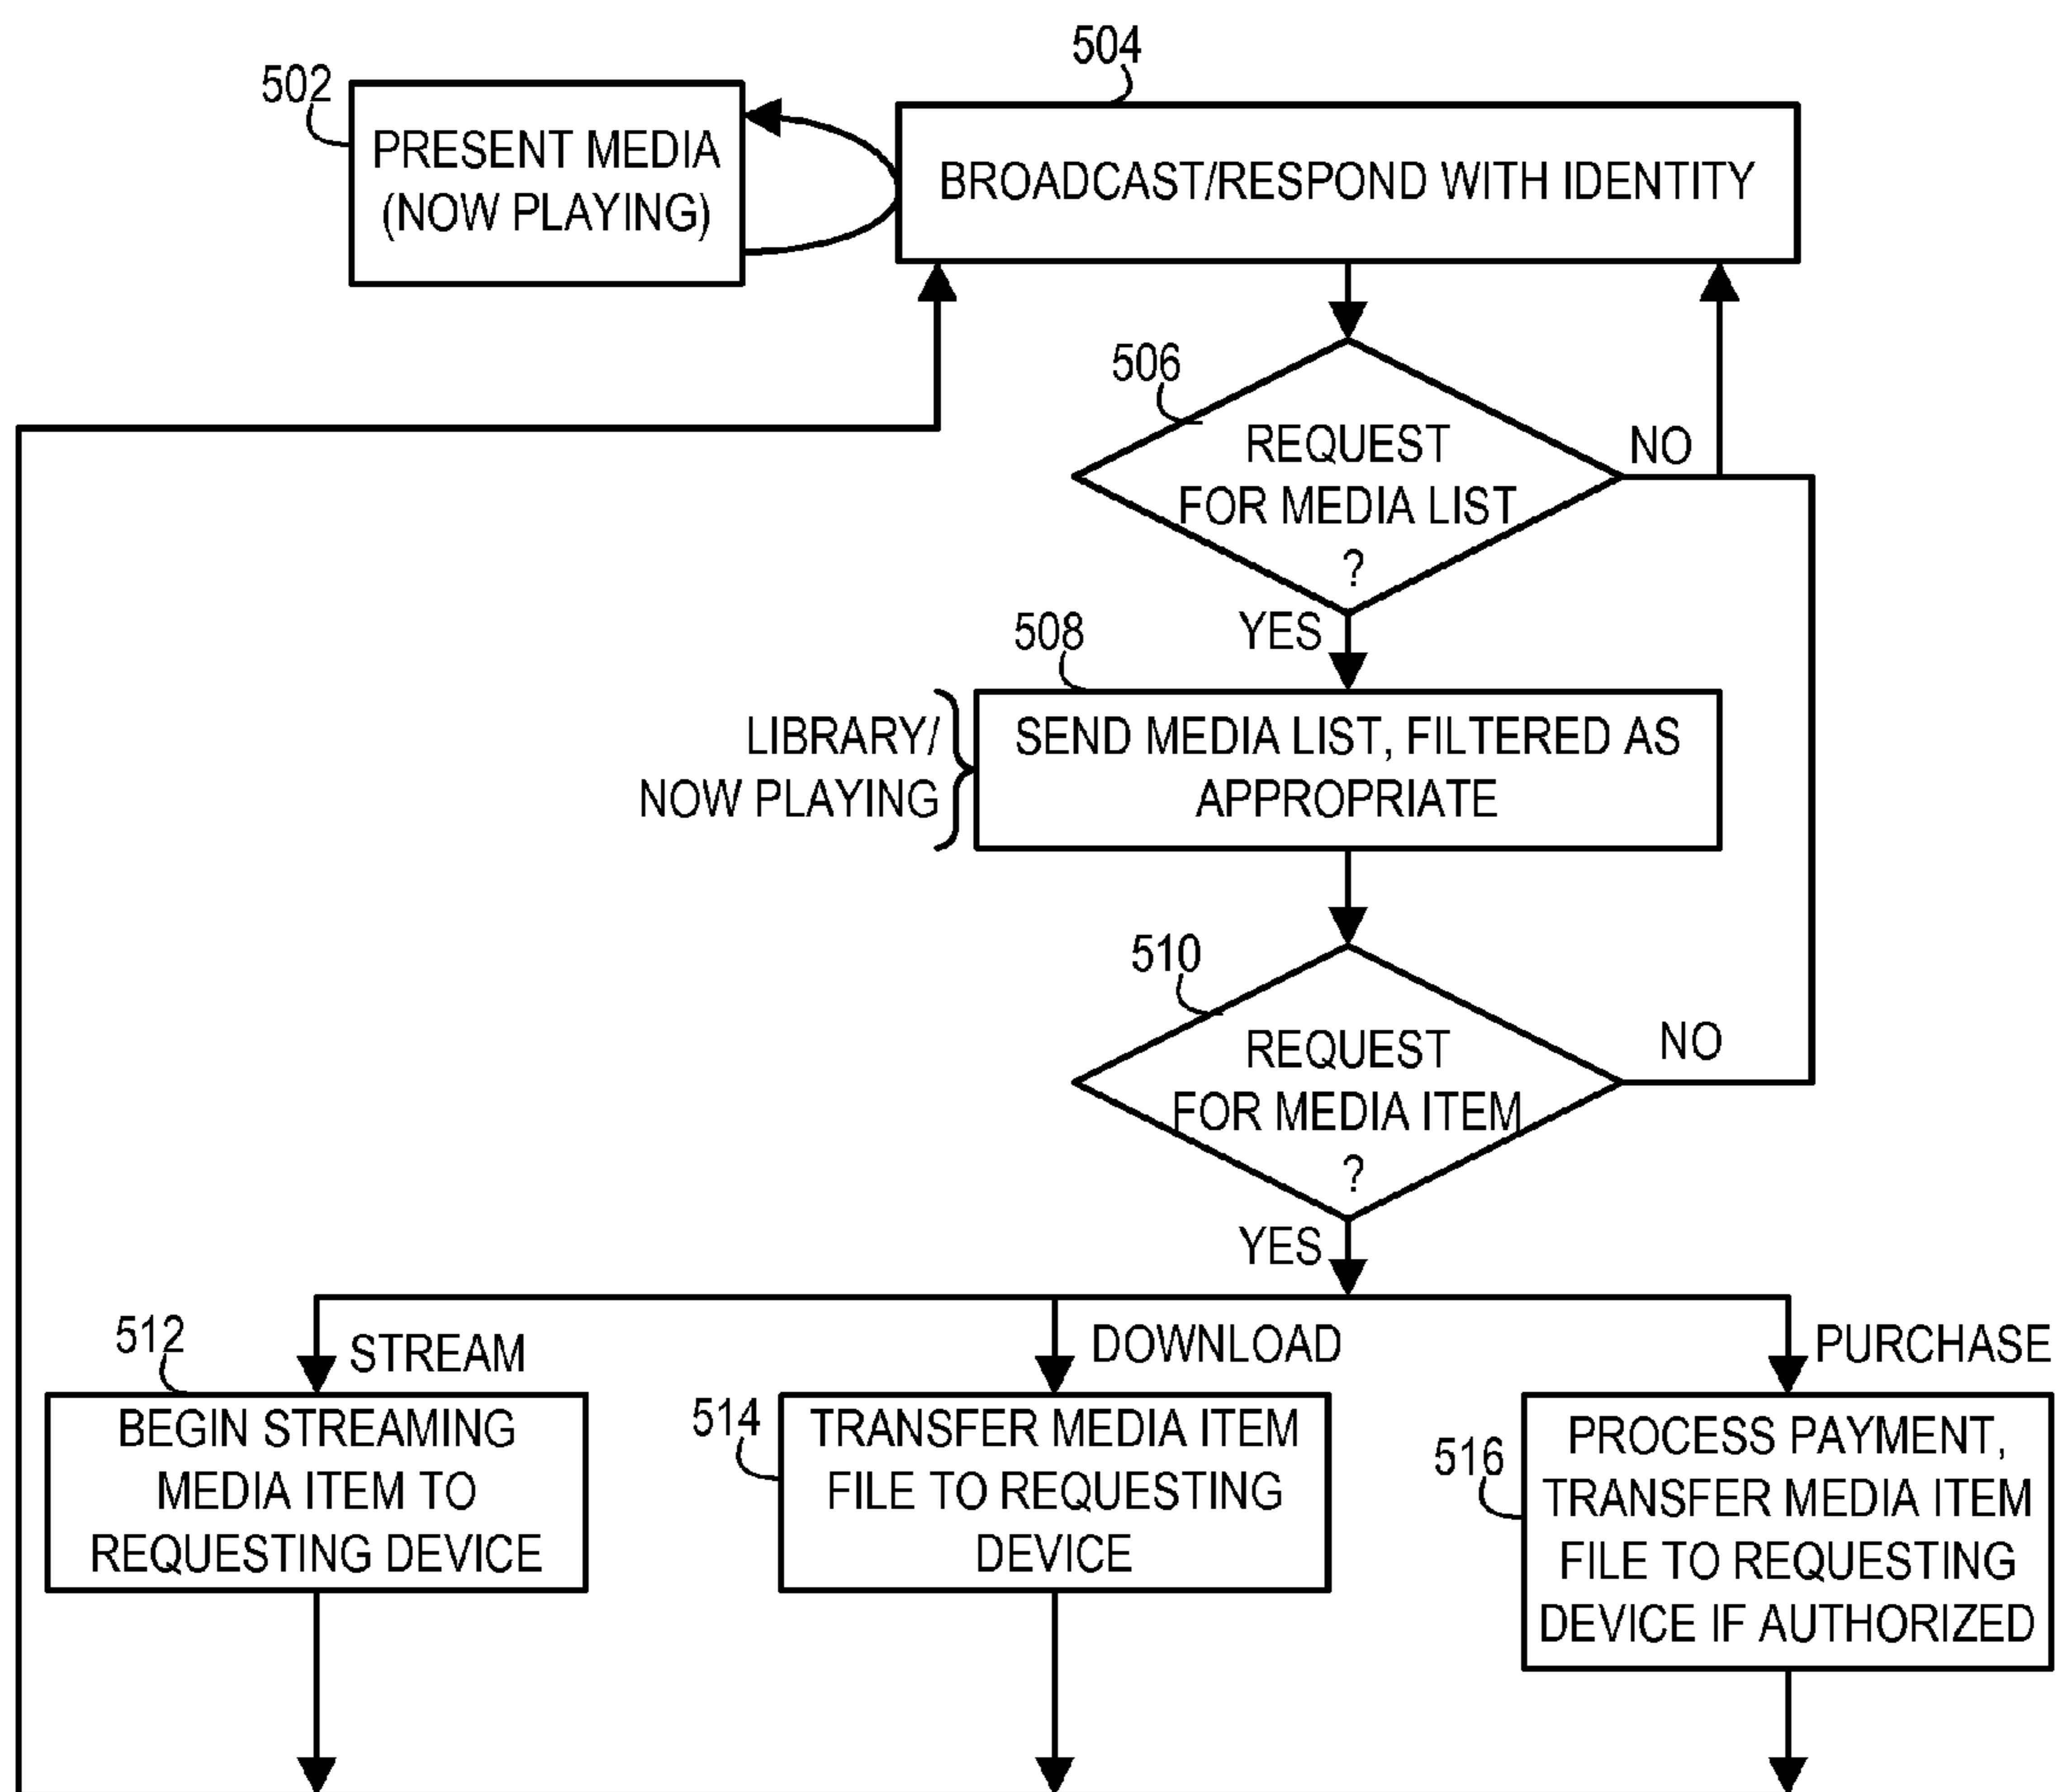 504
502
PRESENT MEDIA
(NOW PLAYING)
BROADCAST/RESPOND WITH IDENTITY
506
REQUEST
FOR MEDIA LIST
?
NO
YES
508
LIBRARY/
NOW PLAYING
SEND MEDIA LIST, FILTERED AS
APPROPRIATE
510
REQUEST
FOR MEDIA ITEM
?
NO
YES
512
STREAM
BEGIN STREAMING
MEDIA ITEM TO
REQUESTING DEVICE
DOWNLOAD
514
TRANSFER MEDIA ITEM
FILE TO REQUESTING
DEVICE
PURCHASE
516
PROCESS PAYMENT,
TRANSFER MEDIA ITEM
FILE TO REQUESTING
DEVICE IF AUTHORIZED